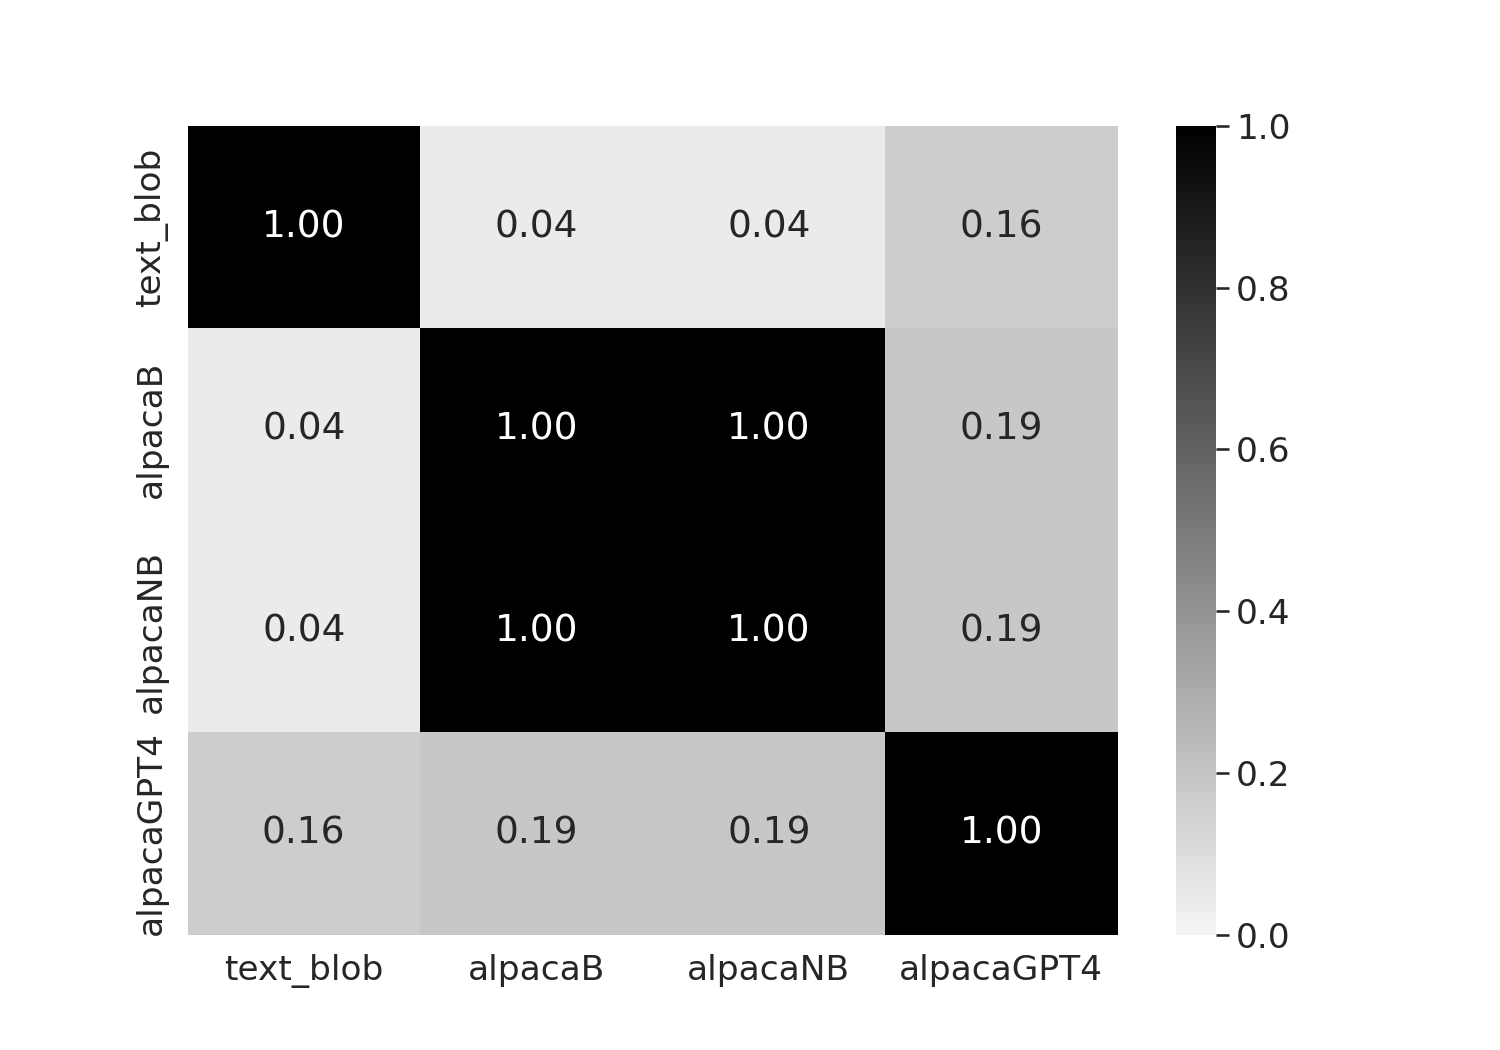 1.0
text_blob 1.00 0.04 0.04 0.16
0.8
alpacaB 0.04 1.00 1.00 0.19
0.6
0.4
alpacaNB 0.04 1.00 1.00 0.19
0.2
alpacaGPT4 0.16 0.19 0.19 1.00
0.0
text_blob alpacaB alpacaNB alpacaGPT4